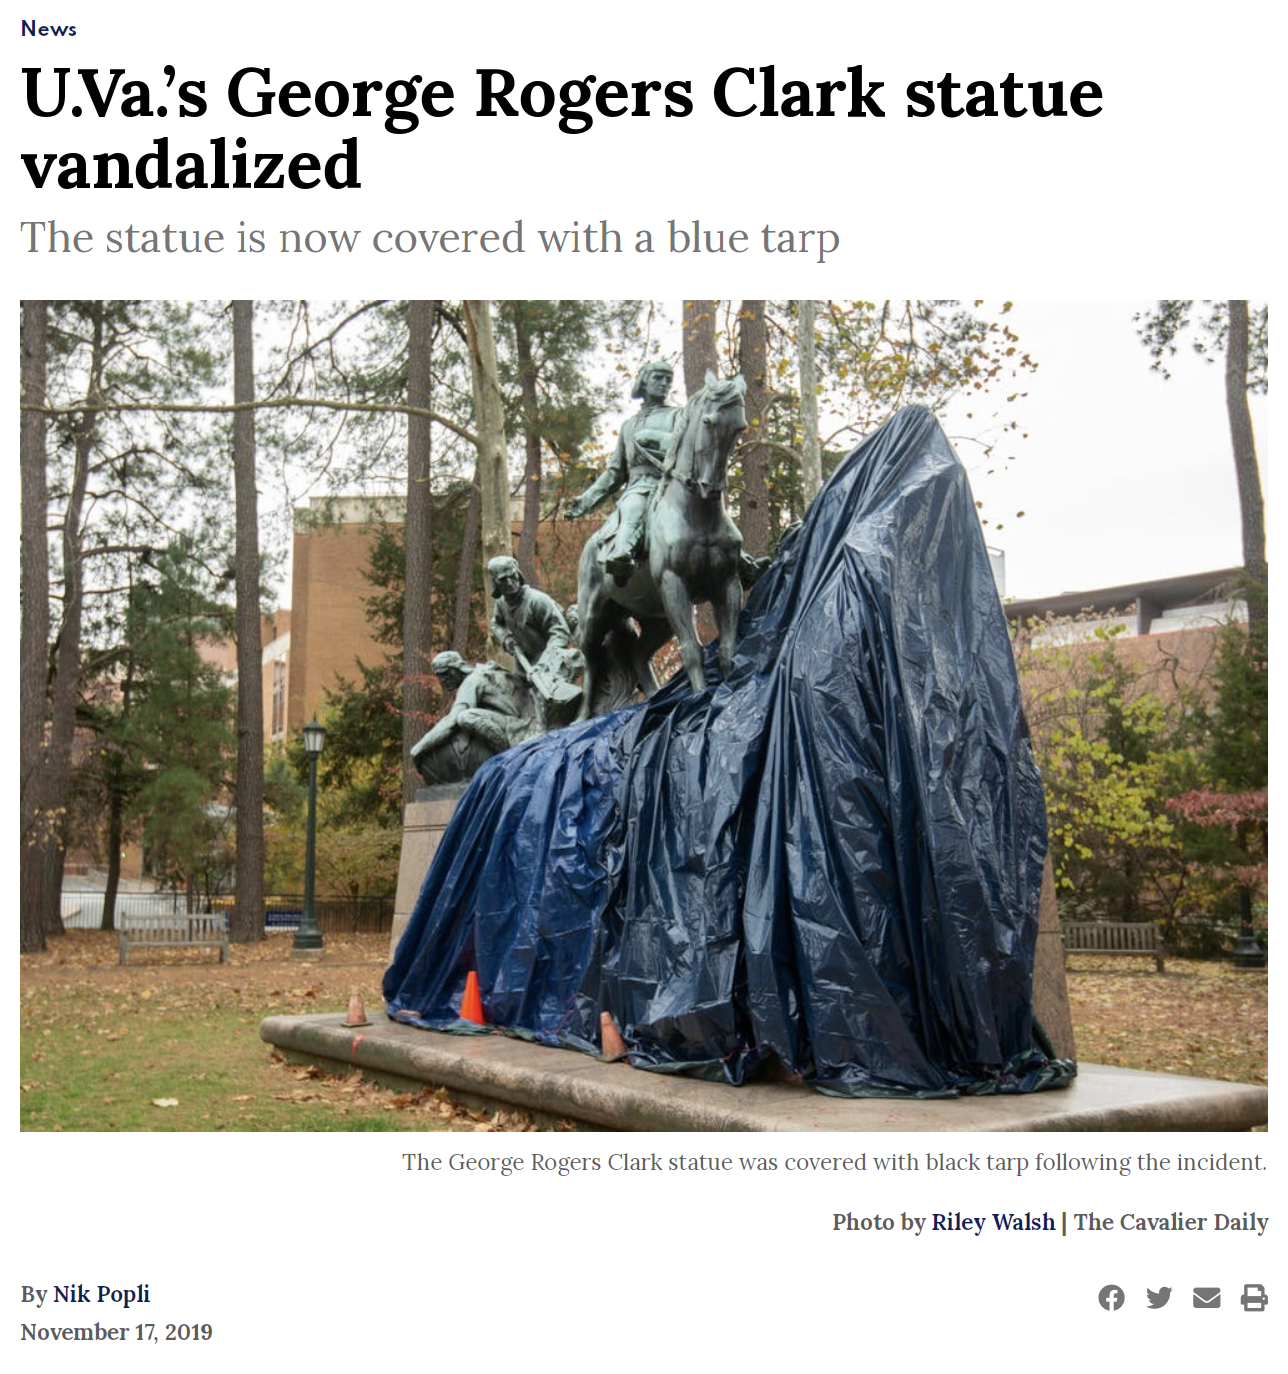 News
U.Va.’s George Rogers Clark statue
vandalized
The statue is now covered with a blue tarp
The George Rogers Clark statue was covered with black tarp following the incident.
Photo by Riley Walsh | The Cavalier Daily
By Nik Popli
November 17, 2019